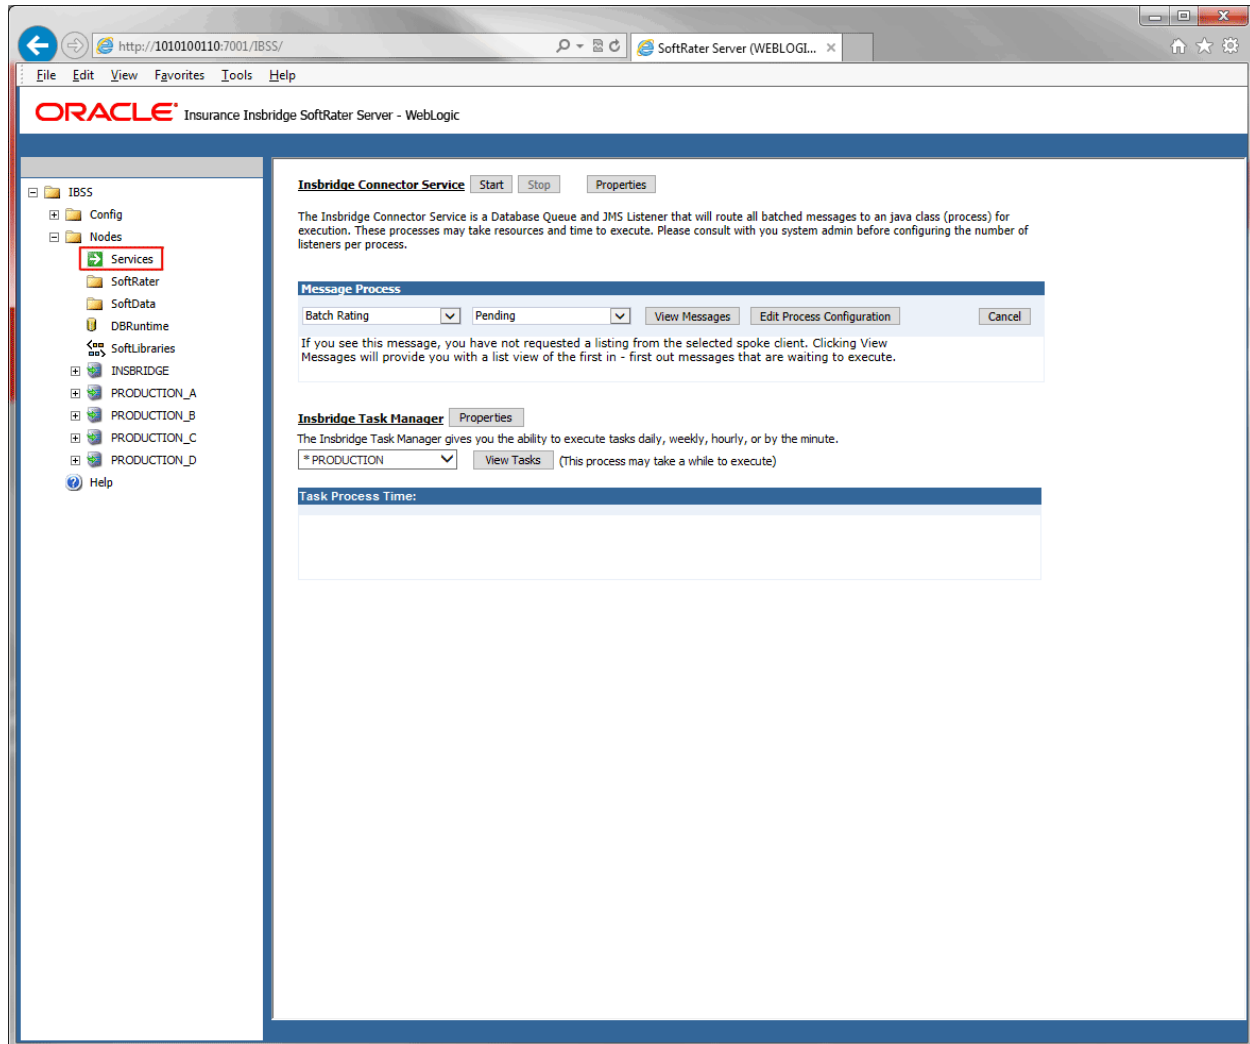 http://1010100110:7001/IBSS/
SoftRater Server (WEBLOGI...
File Edit View Favorites Tools Help
ORACLE Insurance Insbridge SoftRater Server - WebLogic
IBSS
Config
Nodes
Services
SoftRater
SoftData
DBRuntime
SoftLibraries
INSBRIDGE
PRODUCTION_A
PRODUCTION_B
PRODUCTION_C
PRODUCTION_D
Help
Insbridge Connector Service Start Stop Properties
The Insbridge Connector Service is a Database Queue and JMS Listener that will route all batched messages to an java class (process) for
execution. These processes may take resources and time to execute. Please consult with you system admin before configuring the number of
listeners per process.
Message Process
Batch Rating Pending View Messages Edit Process Configuration Cancel
If you see this message, you have not requested a listing from the selected spoke client. Clicking View
Messages will provide you with a list view of the first in - first out messages that are waiting to execute.
Insbridge Task Manager Properties
The Insbridge Task Manager gives you the ability to execute tasks daily, weekly, hourly, or by the minute.
* PRODUCTION View Tasks (This process may take a while to execute)
Task Process Time: